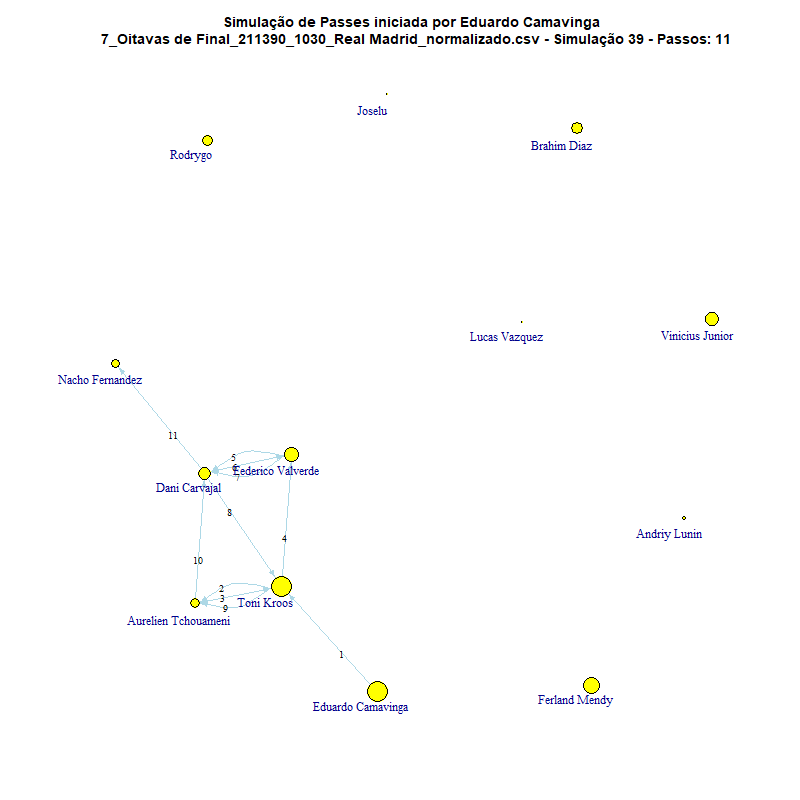 Simulação de Passes iniciada por Eduardo Camavinga
7_Oitavas de Final_211390_1030_Real Madrid_normalizado.csv - Simulação 39 - Passos: 11
Joselu
Brahim Diaz
Rodrygo
Lucas Vazquez
Vinicius Junior
Nacho Fernandez
11
5
6
Federico Valverde
7
Dani Carvajal
8
Andriy Lunin
4
10
2
3
Toni Kroos
9
Aurelien Tchouameni
1
Ferland Mendy
Eduardo Camavinga